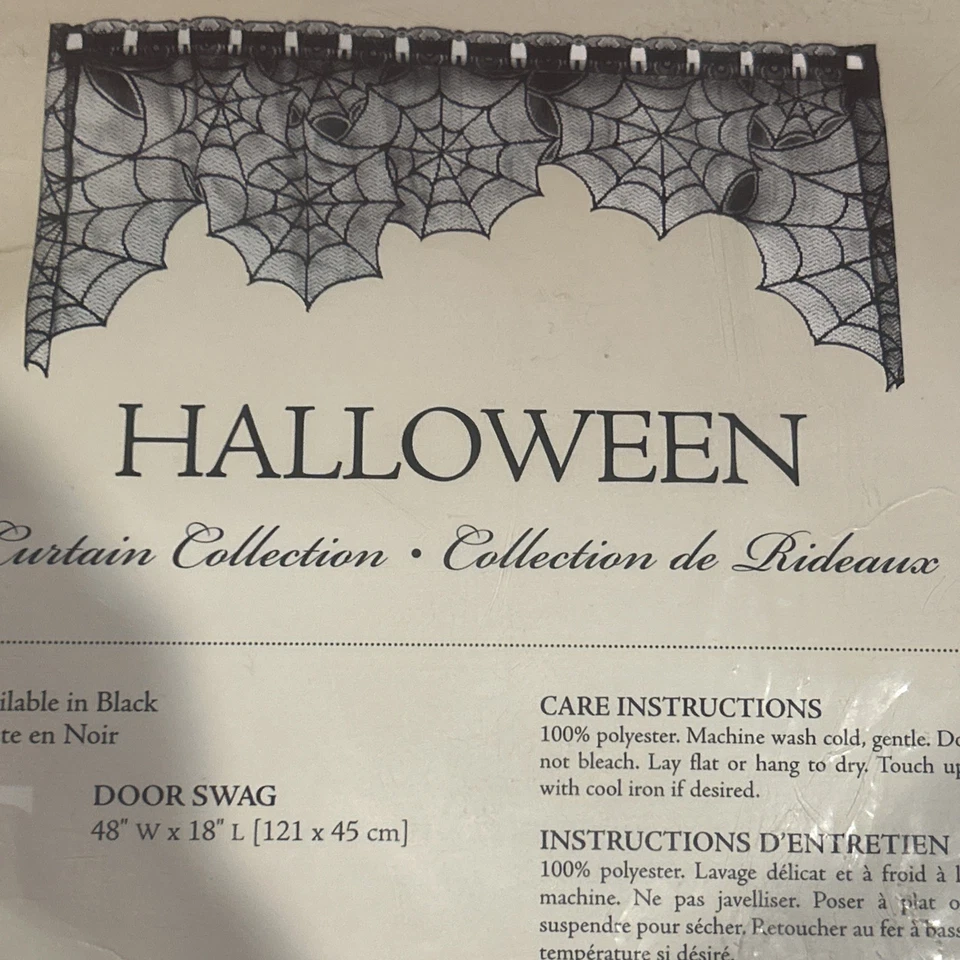 HALLOWEEN
Curtain Collection • Collection de Rideaux
ilable in Black
te en Noir
DOOR SWAG
48" W x 18" L [121 x 45 cm]
CARE INSTRUCTIONS
100% polyester. Machine wash cold, gentle. Do
not bleach. Lay flat or hang to dry. Touch up
with cool iron if desired.
INSTRUCTIONS D'ENTRETIEN
100% polyester. Lavage délicat et à froid à l
machine. Ne pas javelliser. Poser à plat o
suspendre pour sécher. Retoucher au fer à bass
température si désiré.